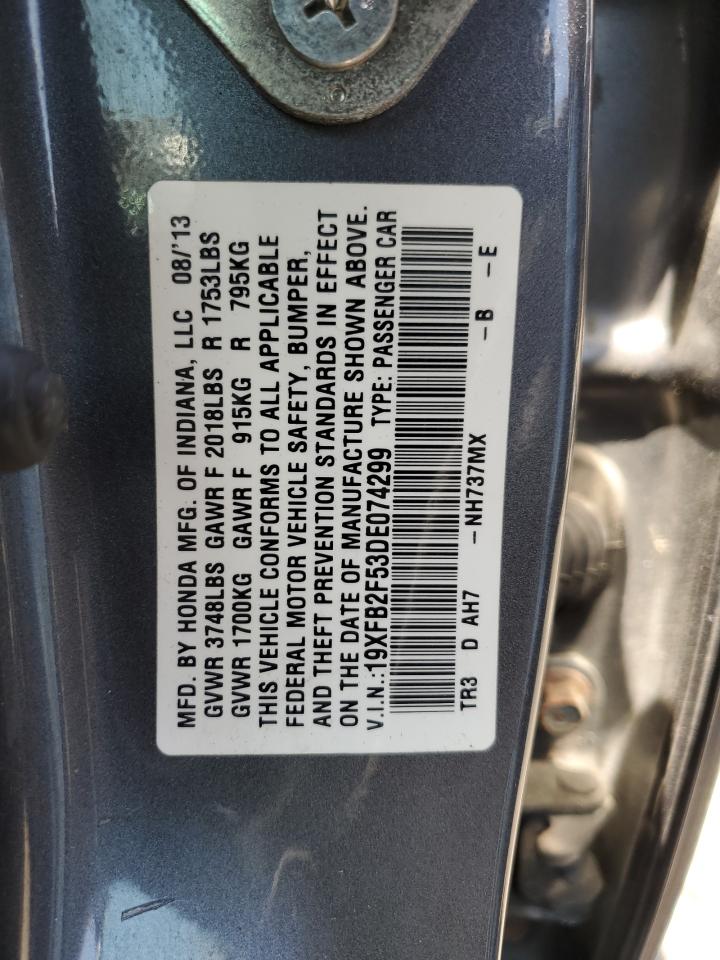 MFD. BY HONDA MFG. OF INDIANA, LLC 08/'13
GVWR 3748LBS GAWR F 2018LBS R 1753LBS
GVWR 1700KG GAWR F 915KG R 795KG
THIS VEHICLE CONFORMS TO ALL APPLICABLE
FEDERAL MOTOR VEHICLE SAFETY, BUMPER,
AND THEFT PREVENTION STANDARDS IN EFFECT
ON THE DATE OF MANUFACTURE SHOWN ABOVE.
V.I.N.:19XFB2F53DE074299 TYPE: PASSENGER CAR
TR3 D AH7 -NH737MX -B -E